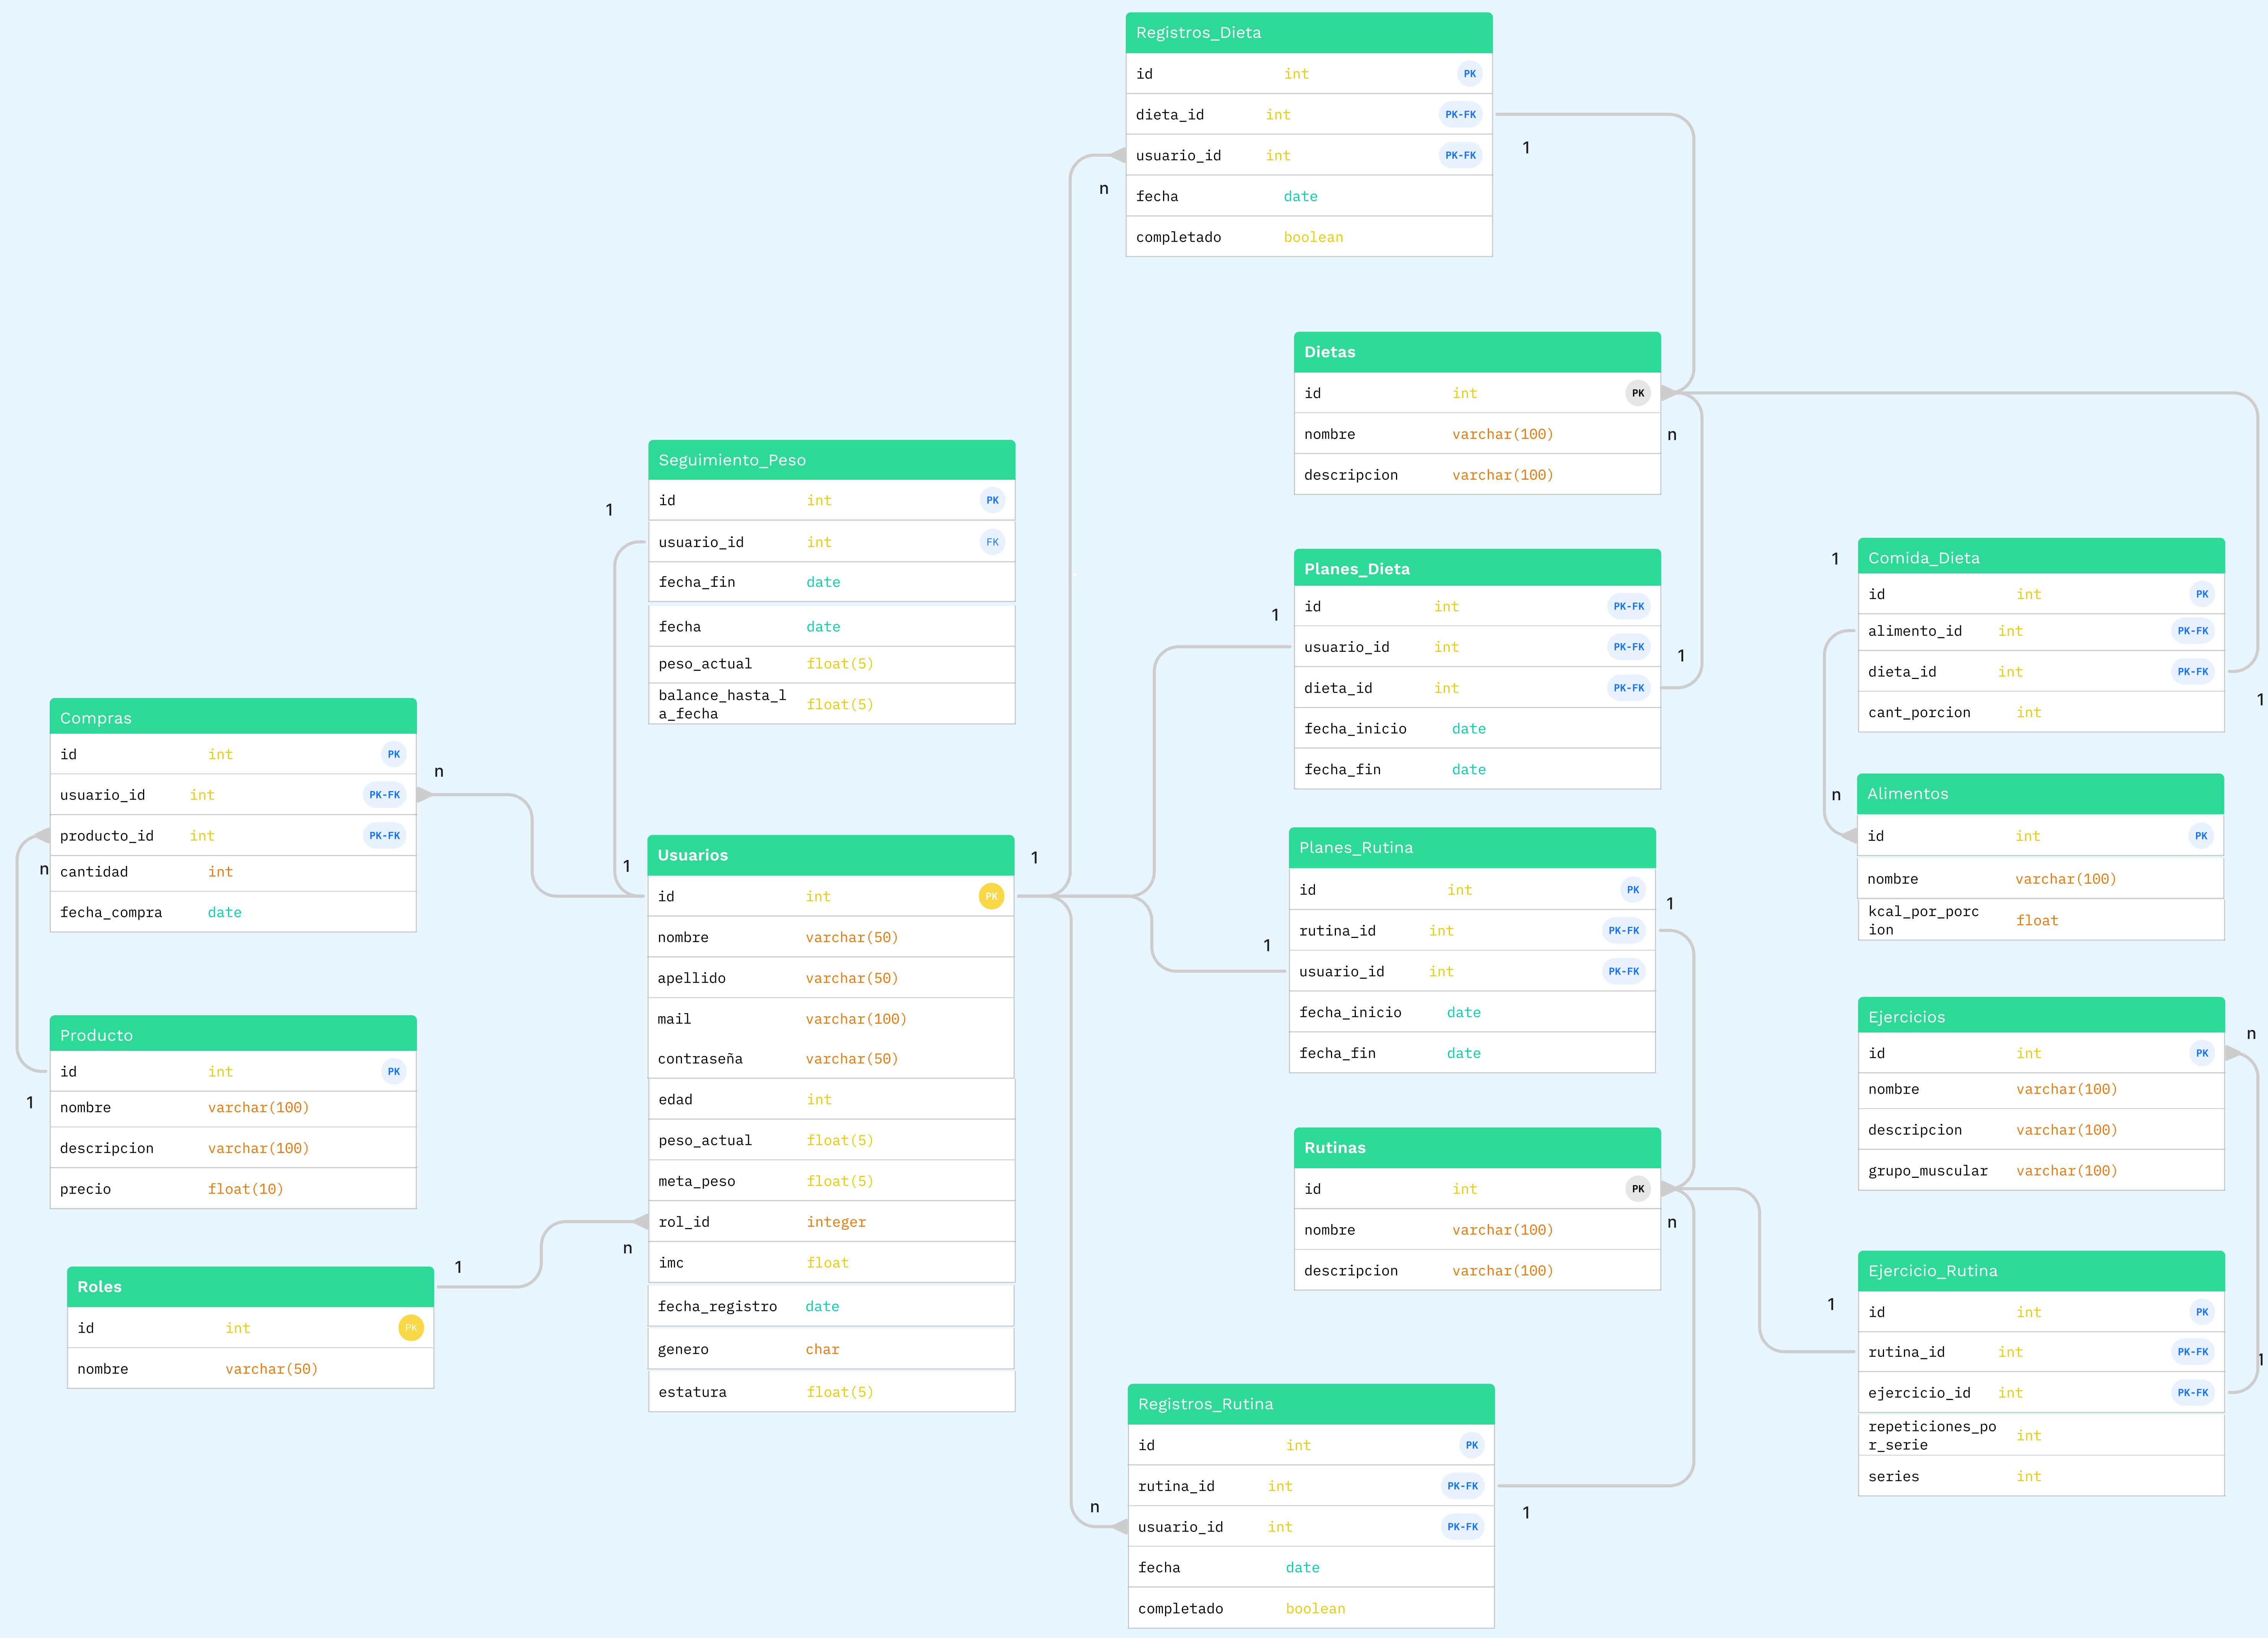 Registros_Dieta
id int PK
dieta_id int PK-FK
1
usuario_id int PK-FK
n
fecha date
completado boolean
Dietas
id int PK
nombre varchar(100)
n
descripcion varchar(100)
Seguimiento_Peso
id int PK
1
usuario_id int FK
fecha_fin date
fecha date
peso_actual float(5)
balance_hasta_l
a_fecha
float(5)
Planes_Dieta
id int PK-FK
1
usuario_id int PK-FK
1
dieta_id int PK-FK
fecha_inicio date
fecha_fin date
1
Comida_Dieta
id int PK
alimento_id int PK-FK
dieta_id int PK-FK
1
cant_porcion int
n
Alimentos
id int PK
nombre varchar(100)
kcal_por_porc
ion
float
Compras
id int PK
n
usuario_id int PK-FK
producto_id int PK-FK
n
cantidad int
fecha_compra date
Producto
id int PK
1
nombre varchar(100)
descripcion varchar(100)
precio float(10)
Roles
1
id int PK
nombre varchar(50)
1
Usuarios
1
id int PK
nombre varchar(50)
apellido varchar(50)
mail varchar(100)
contraseña varchar(50)
edad int
peso_actual float(5)
meta_peso float(5)
rol_id integer
n
imc float
fecha_registro date
genero char
estatura float(5)
Planes_Rutina
id int PK
1
rutina_id int PK-FK
1
usuario_id int PK-FK
fecha_inicio date
fecha_fin date
Rutinas
id int PK
nombre varchar(100)
n
descripcion varchar(100)
Ejercicios
n
id int PK
nombre varchar(100)
descripcion varchar(100)
grupo_muscular varchar(100)
Ejercicio_Rutina
1
id int PK
rutina_id int PK-FK
1
ejercicio_id int PK-FK
repeticiones_po
r_serie
int
series int
Registros_Rutina
id int PK
rutina_id int PK-FK
1
n
usuario_id int PK-FK
fecha date
completado boolean